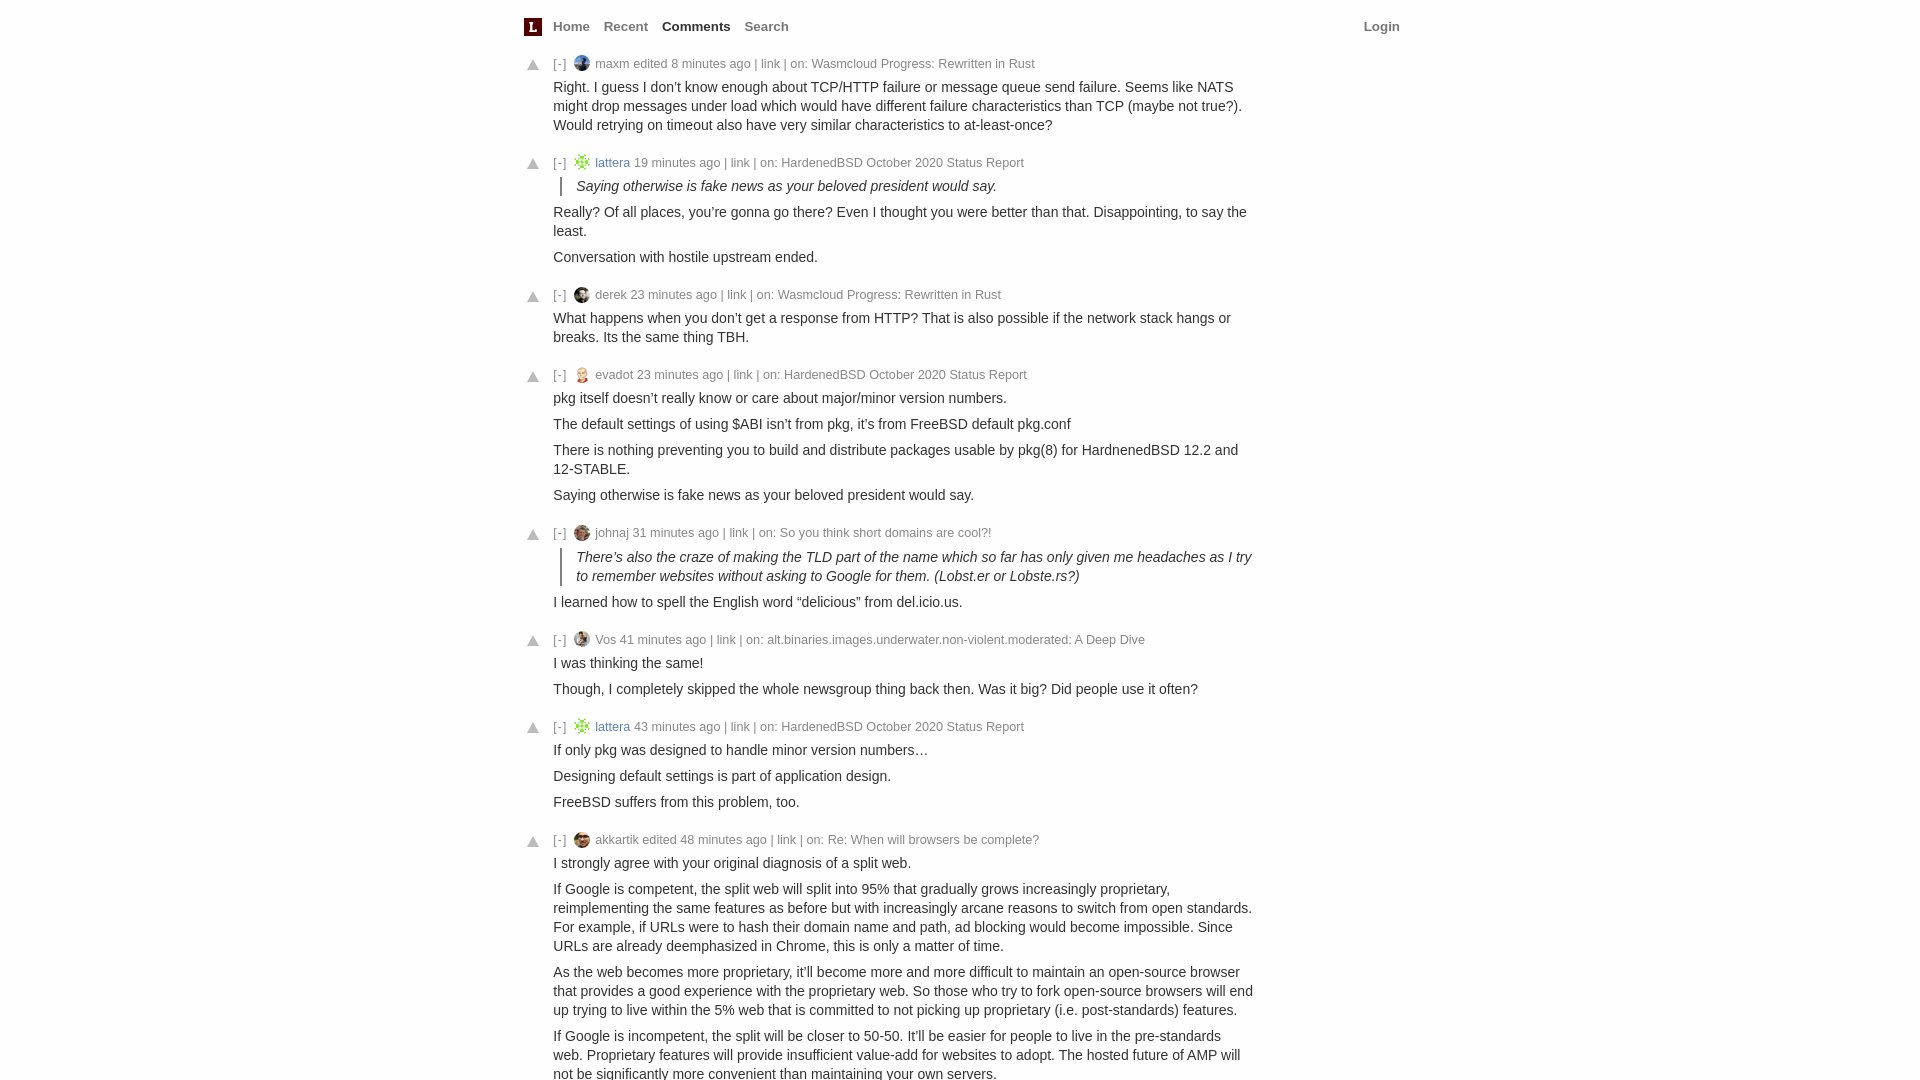 L Home Recent Comments Search Login
[-] maxm edited 8 minutes ago | link | on: Wasmcloud Progress: Rewritten in Rust
Right. I guess I don’t know enough about TCP/HTTP failure or message queue send failure. Seems like NATS
might drop messages under load which would have different failure characteristics than TCP (maybe not true?).
Would retrying on timeout also have very similar characteristics to at-least-once?
[-] lattera 19 minutes ago | link | on: HardenedBSD October 2020 Status Report
Saying otherwise is fake news as your beloved president would say.
Really? Of all places, you’re gonna go there? Even I thought you were better than that. Disappointing, to say the
least.
Conversation with hostile upstream ended.
[-] derek 23 minutes ago | link | on: Wasmcloud Progress: Rewritten in Rust
What happens when you don’t get a response from HTTP? That is also possible if the network stack hangs or
breaks. Its the same thing TBH.
[-] evadot 23 minutes ago | link | on: HardenedBSD October 2020 Status Report
pkg itself doesn’t really know or care about major/minor version numbers.
The default settings of using $ABI isn’t from pkg, it’s from FreeBSD default pkg.conf
There is nothing preventing you to build and distribute packages usable by pkg(8) for HardnenedBSD 12.2 and
12-STABLE.
Saying otherwise is fake news as your beloved president would say.
[-] johnaj 31 minutes ago | link | on: So you think short domains are cool?!
There’s also the craze of making the TLD part of the name which so far has only given me headaches as I try
to remember websites without asking to Google for them. (Lobst.er or Lobste.rs?)
I learned how to spell the English word “delicious” from del.icio.us.
[-] Vos 41 minutes ago | link | on: alt.binaries.images.underwater.non-violent.moderated: A Deep Dive
I was thinking the same!
Though, I completely skipped the whole newsgroup thing back then. Was it big? Did people use it often?
[-] lattera 43 minutes ago | link | on: HardenedBSD October 2020 Status Report
If only pkg was designed to handle minor version numbers…
Designing default settings is part of application design.
FreeBSD suffers from this problem, too.
[-] akkartik edited 48 minutes ago | link | on: Re: When will browsers be complete?
I strongly agree with your original diagnosis of a split web.
If Google is competent, the split web will split into 95% that gradually grows increasingly proprietary,
reimplementing the same features as before but with increasingly arcane reasons to switch from open standards.
For example, if URLs were to hash their domain name and path, ad blocking would become impossible. Since
URLs are already deemphasized in Chrome, this is only a matter of time.
As the web becomes more proprietary, it’ll become more and more difficult to maintain an open-source browser
that provides a good experience with the proprietary web. So those who try to fork open-source browsers will end
up trying to live within the 5% web that is committed to not picking up proprietary (i.e. post-standards) features.
If Google is incompetent, the split will be closer to 50-50. It’ll be easier for people to live in the pre-standards
web. Proprietary features will provide insufficient value-add for websites to adopt. The hosted future of AMP will
not be significantly more convenient than maintaining your own servers.